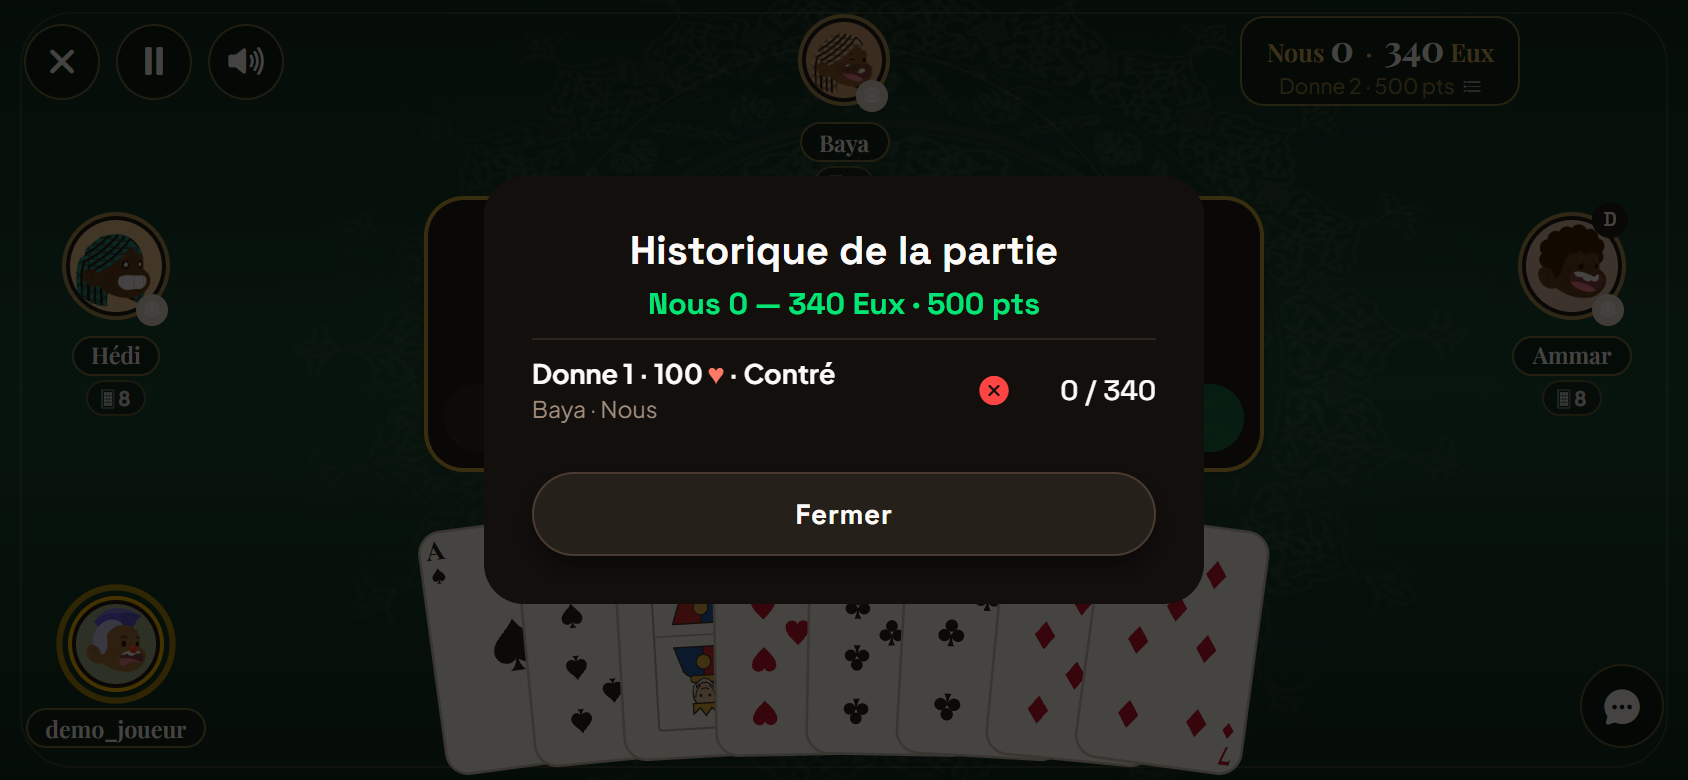 Nous 0 · 340 Eux
Donne 2 · 500 pts
Baya
D
Historique de la partie
Nous 0 — 340 Eux · 500 pts
Hédi
8
Ammar
8
Donne 1 · 100 ♥ · Contré
Baya · Nous
0 / 340
Fermer
A
demo_joueur
7